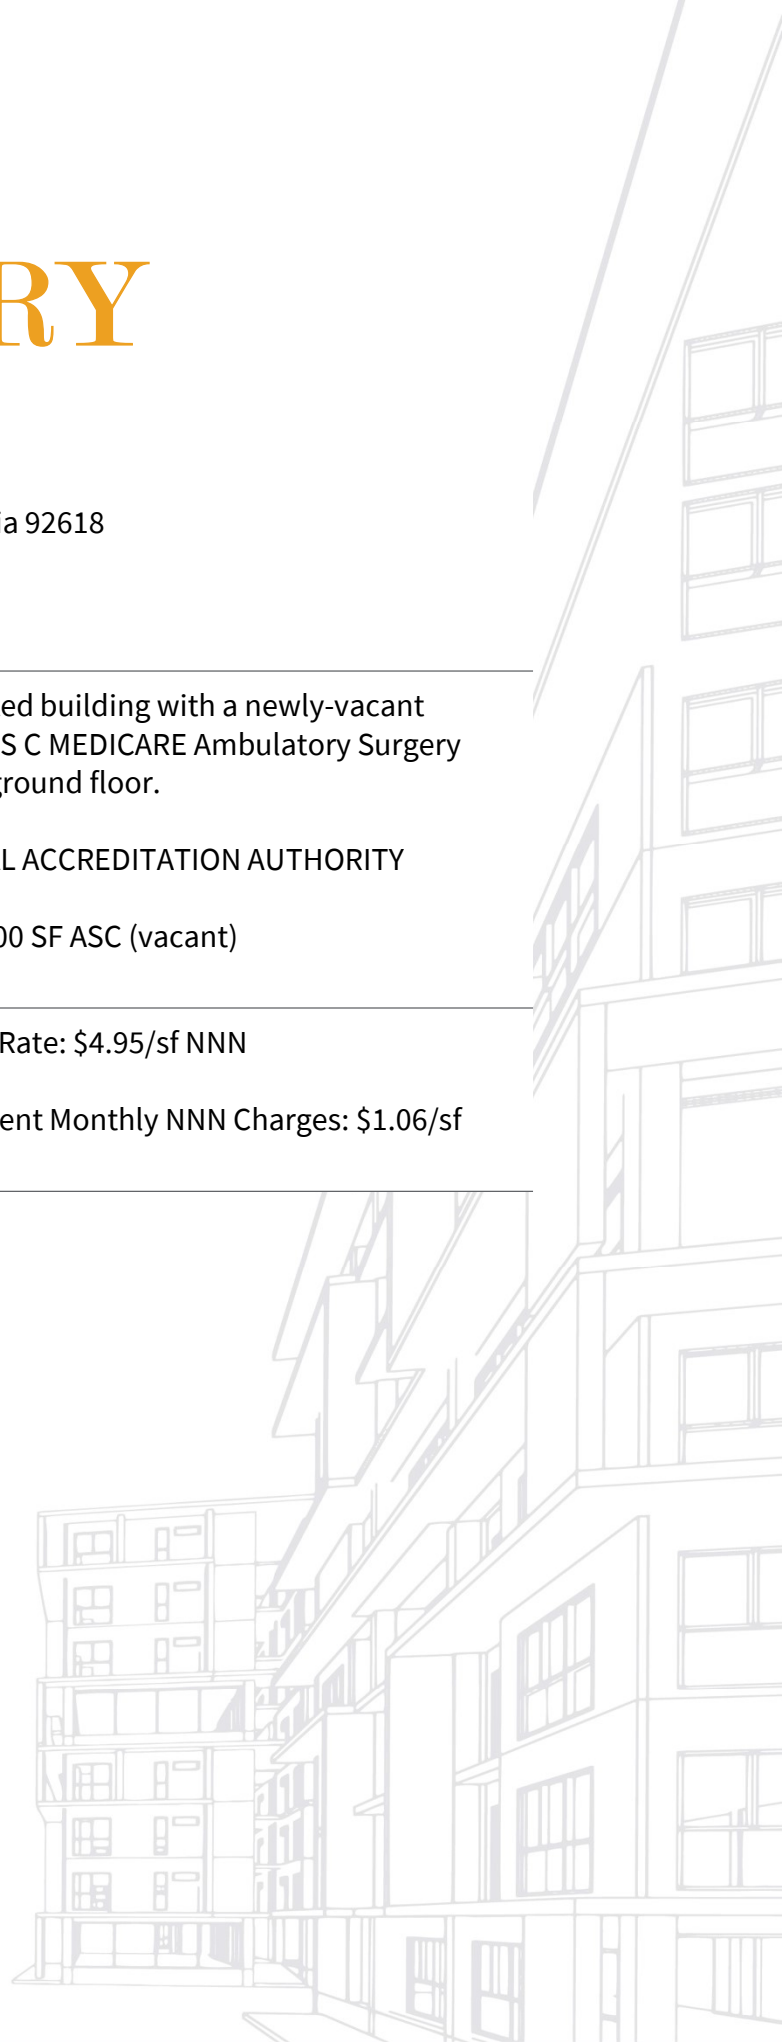 RY
ia 92618
ed building with a newly-vacant
S C MEDICARE Ambulatory Surgery
ground floor.
L ACCREDITATION AUTHORITY
00 SF ASC (vacant)
Rate: $4.95/sf NNN
ent Monthly NNN Charges: $1.06/sf